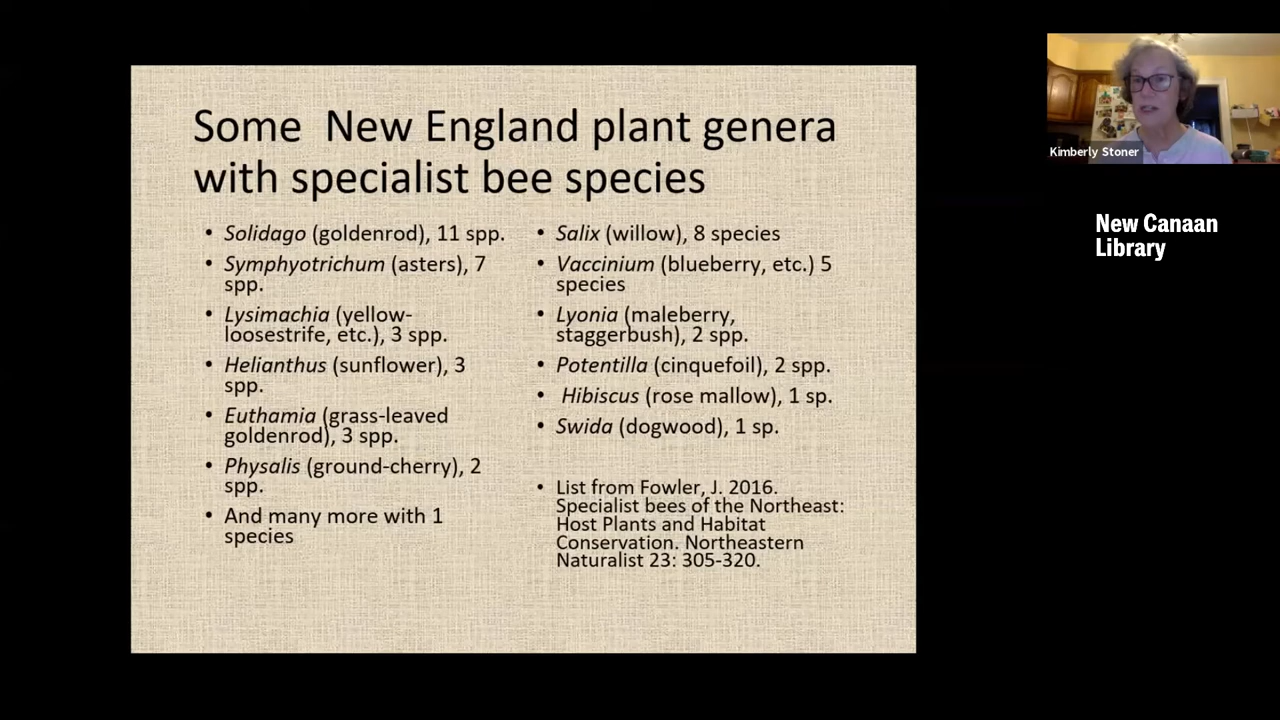 Some New England plant genera
with specialist bee species
• Solidago (goldenrod), 11 spp.
• Symphyotrichum (asters), 7
spp.
• Lysimachia (yellow-
loosestrife, etc.), 3 spp.
• Helianthus (sunflower), 3
spp.
• Euthamia (grass-leaved
goldenrod), 3 spp.
• Physalis (ground-cherry), 2
spp.
• And many more with 1
species
• Salix (willow), 8 species
• Vaccinium (blueberry, etc.) 5
species
• Lyonia (maleberry,
staggerbush), 2 spp.
• Potentilla (cinquefoil), 2 spp.
• Hibiscus (rose mallow), 1 sp.
• Swida (dogwood), 1 sp.
• List from Fowler, J. 2016.
Specialist bees of the Northeast:
Host Plants and Habitat
Conservation. Northeastern
Naturalist 23: 305-320.
Kimberly Stoner
New Canaan
Library